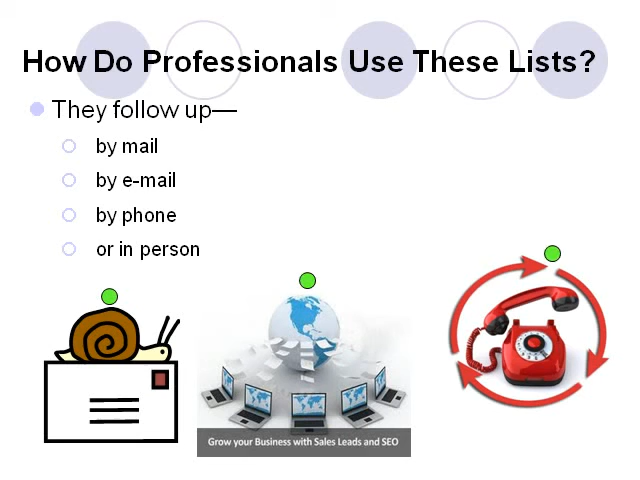 How Do Professionals Use These Lists?
They follow up—
by mail
by e-mail
by phone
or in person
Grow your Business with Sales Leads and SEO